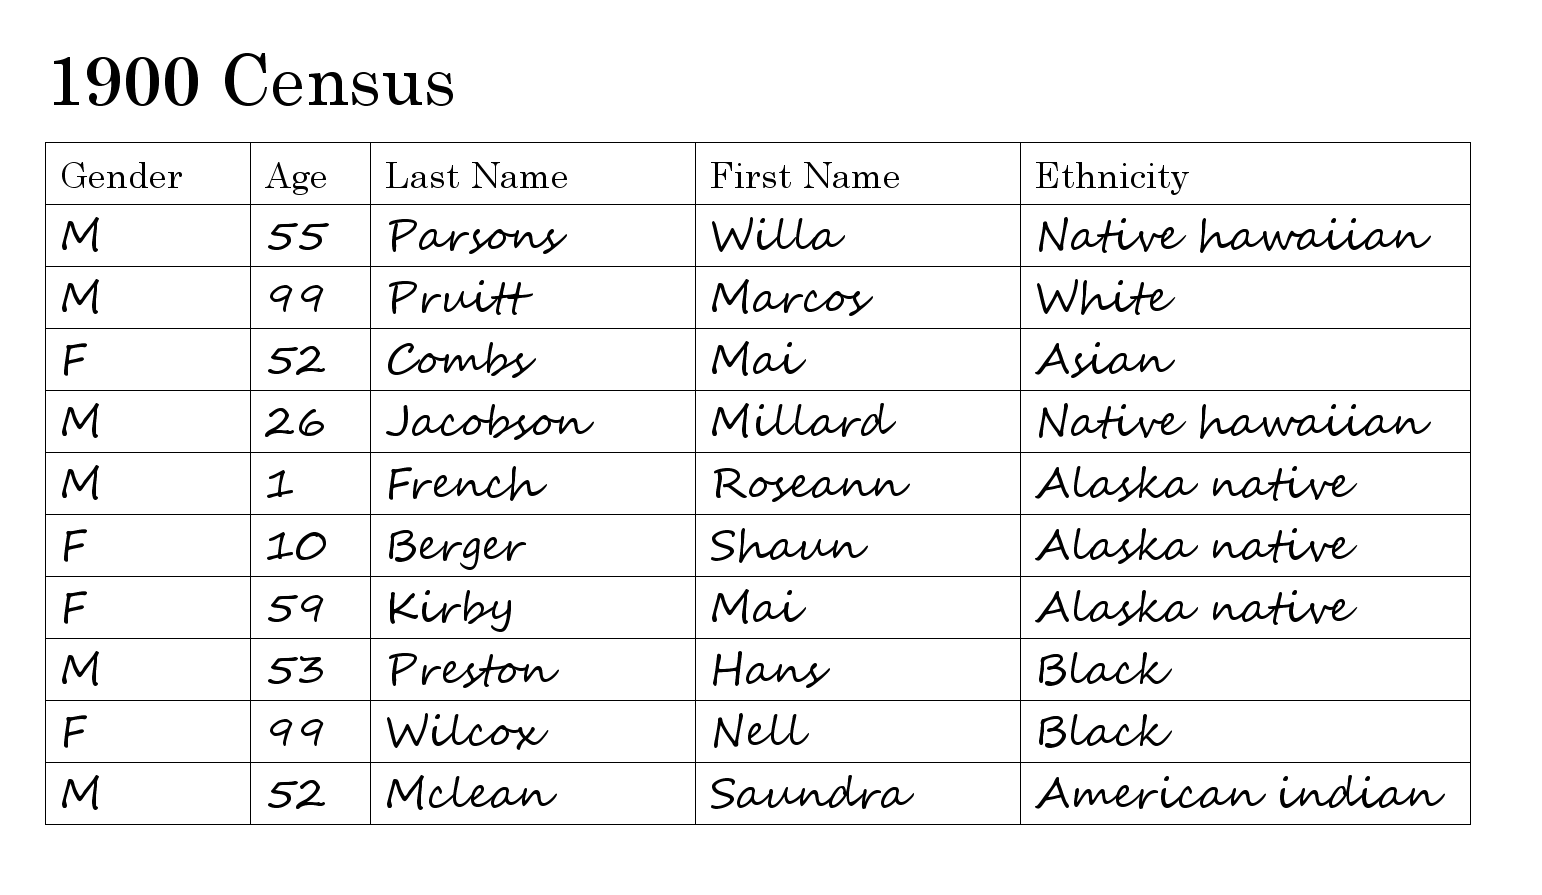 1900 Census
Gender Age Last Name First Name Ethnicity
M 55 Parsons Willa Native hawaiian
M 99 Pruitt Marcos White
F 52 Combs Mai Asian
M 26 Jacobson Millard Native hawaiian
M 1 French Roseann Alaska native
F 10 Berger Shaun Alaska native
F 59 Kirby Mai Alaska native
M 53 Preston Hans Black
F 99 Wilcox Nell Black
M 52 Mclean Saundra American indian